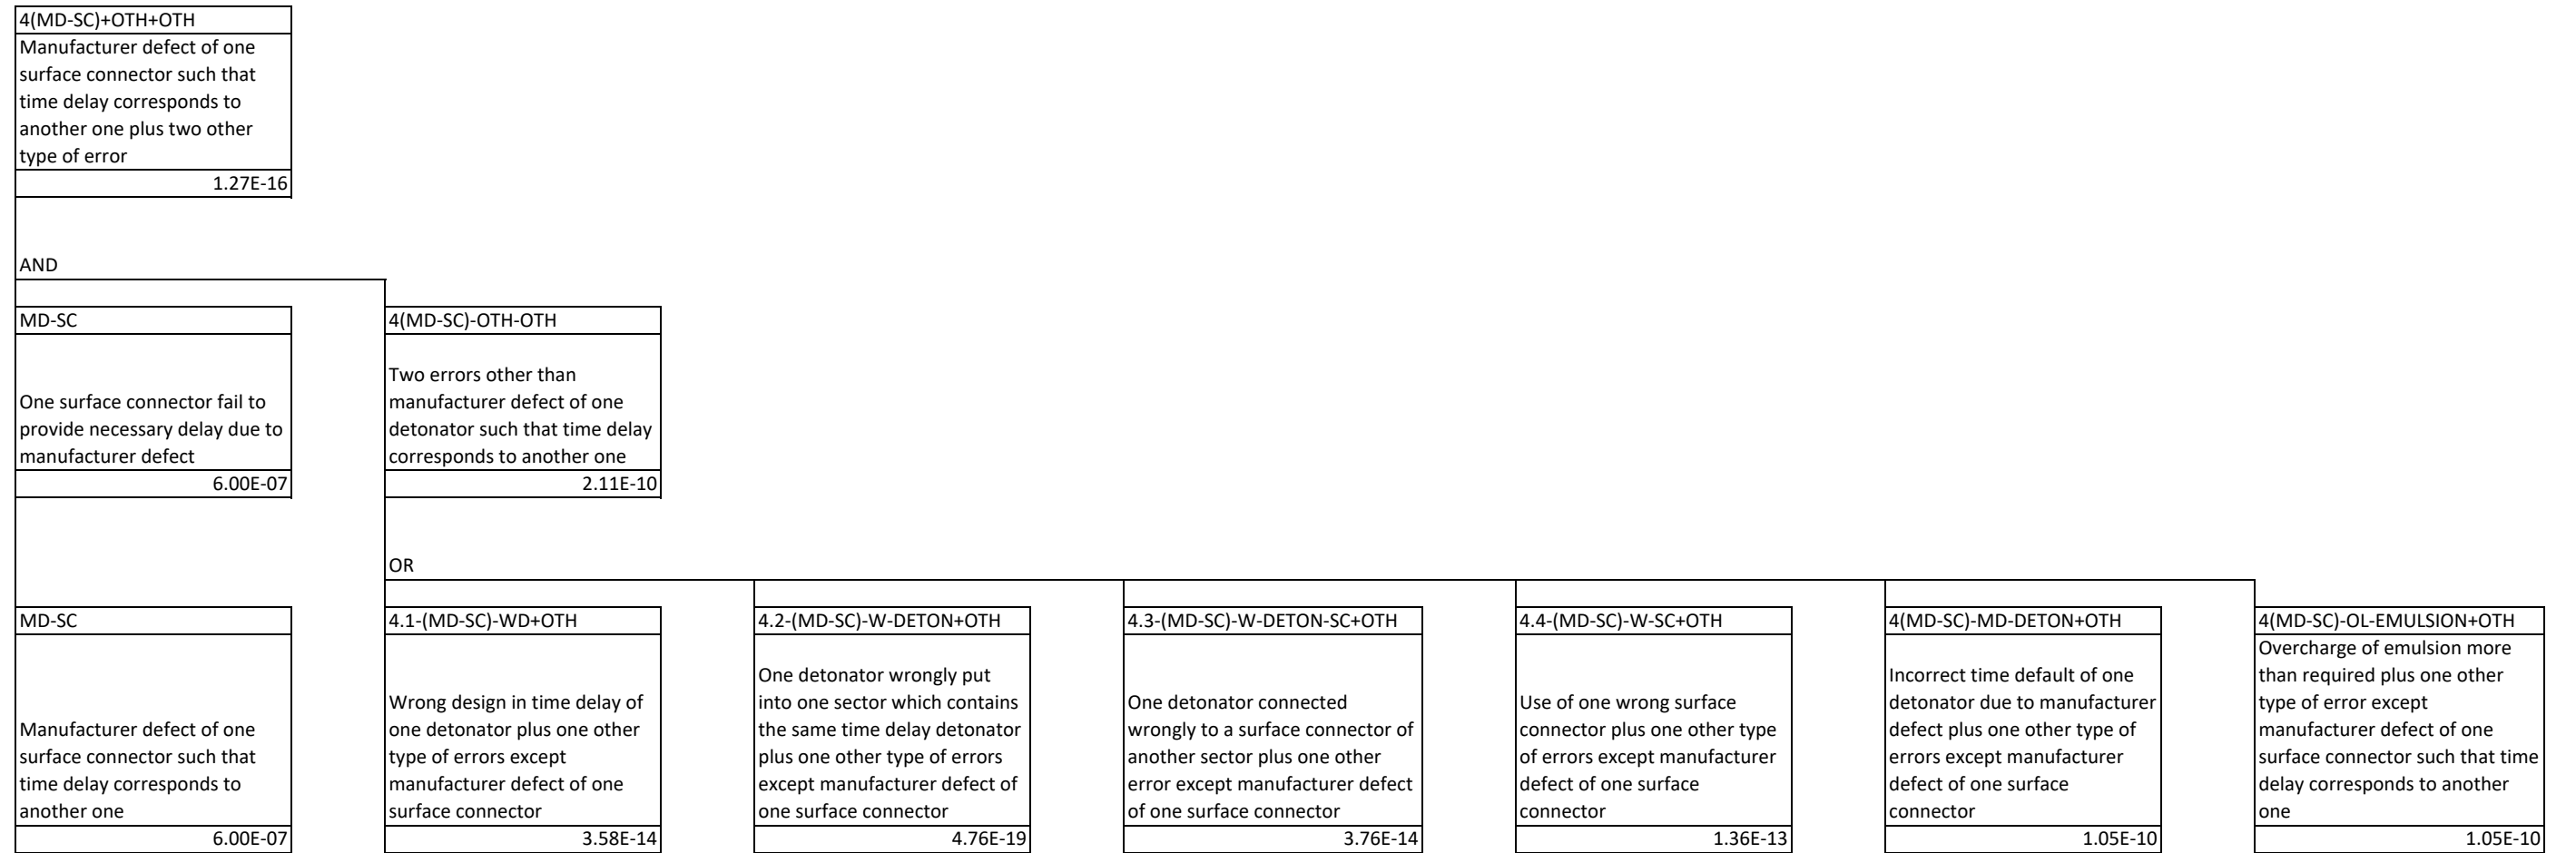 4(MD-SC)+OTH+OTH
Manufacturer defect of one
surface connector such that
time delay corresponds to
another one plus two other
type of error
1.27E-16
AND
MD-SC
One surface connector fail to
provide necessary delay due to
manufacturer defect
6.00E-07
4(MD-SC)-OTH-OTH
Two errors other than
manufacturer defect of one
detonator such that time delay
corresponds to another one
2.11E-10
OR
MD-SC
Manufacturer defect of one
surface connector such that
time delay corresponds to
another one
6.00E-07
4.1-(MD-SC)-WD+OTH
Wrong design in time delay of
one detonator plus one other
type of errors except
manufacturer defect of one
surface connector
3.58E-14
4.2-(MD-SC)-W-DETON+OTH
One detonator wrongly put
into one sector which contains
the same time delay detonator
plus one other type of errors
except manufacturer defect of
one surface connector
4.76E-19
4.3-(MD-SC)-W-DETON-SC+OTH
One detonator connected
wrongly to a surface connector of
another sector plus one other
error except manufacturer defect
of one surface connector
3.76E-14
4.4-(MD-SC)-W-SC+OTH
Use of one wrong surface
connector plus one other type
of errors except manufacturer
defect of one surface
connector
1.36E-13
4(MD-SC)-MD-DETON+OTH
Incorrect time default of one
detonator due to manufacturer
defect plus one other type of
errors except manufacturer
defect of one surface
connector
1.05E-10
4(MD-SC)-OL-EMULSION+OTH
Overcharge of emulsion more
than required plus one other
type of error except
manufacturer defect of one
surface connector such that time
delay corresponds to another
one
1.05E-10